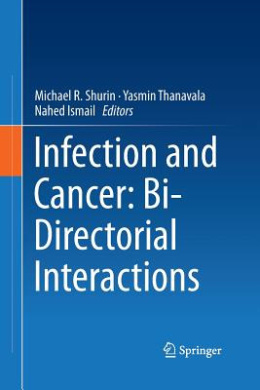 Michael R. Shurin · Yasmin Thanavala
Nahed Ismail Editors
Infection and
Cancer: Bi-
Directorial
Interactions
Springer